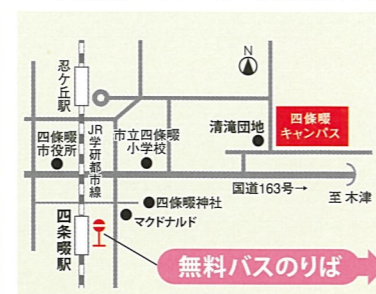 N
忍ケ丘駅
四條畷
市役所
JR学研都市線
市立四條畷
小学校
清滝団地
四條畷
キャンパス
国道163号→
至 木津
四條畷神社
マクドナルド
四条畷駅
無料バスのりば